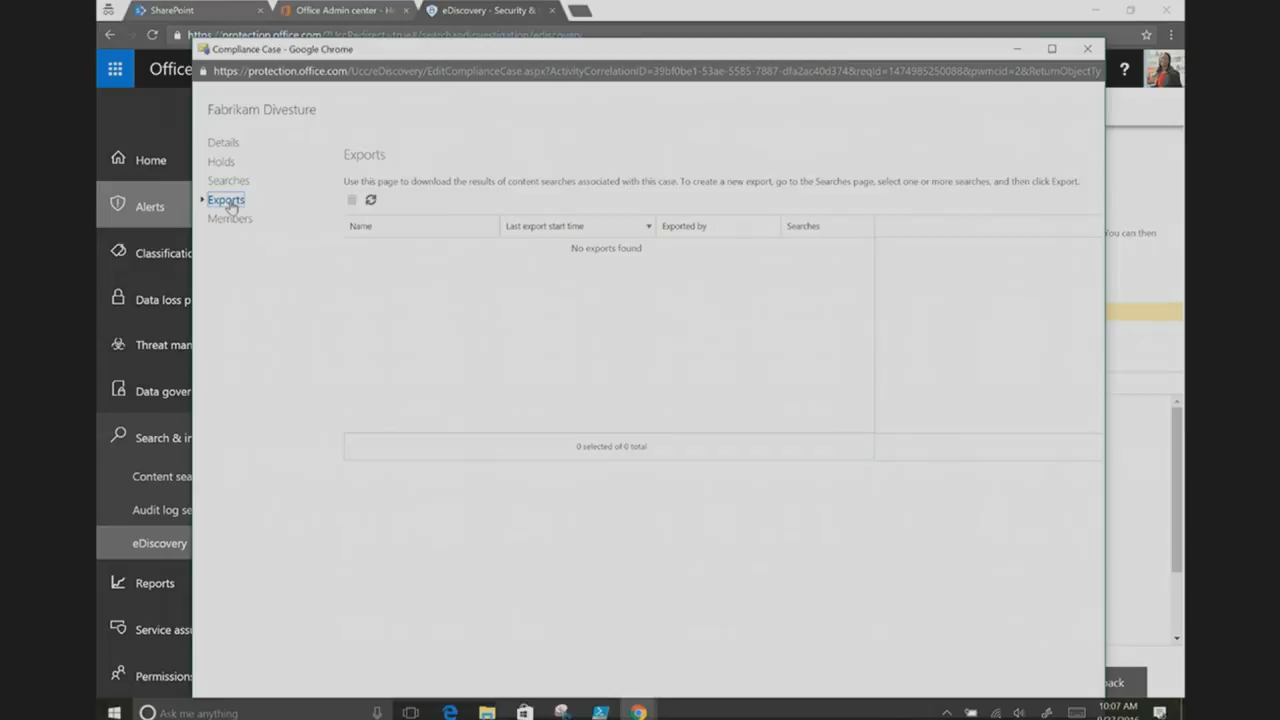 SharePoint
Office Admin center - H
eDiscovery - Security &
Compliance Case - Google Chrome
https://protection.office.com/Ucc/eDiscovery/EditComplianceCase.aspx?ActivityCorrelationID=39bf0be1-53ae-5585-7887-dfa2ac40d374&reqId=1474985250088&pwmcid=2&ReturnObjectTy
Office
?
Fabrikam Divesture
Details
Holds
Searches
Exports
Members
Exports
Use this page to download the results of content searches associated with this case. To create a new export, go to the Searches page, select one or more searches, and then click Export.
Name
Last export start time
Exported by
Searches
No exports found
0 selected of 0 total
Home
Alerts
Classificatio
Data loss p
Threat man
Data gover
Search & in
Content sea
Audit log se
eDiscovery
Reports
Service assu
Permissions
You can then
back
Ask me anything
10:07 AM